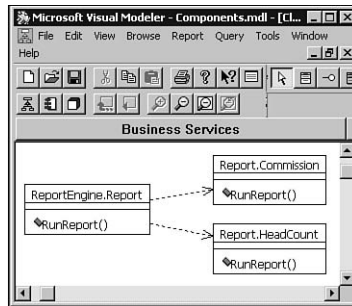 Microsoft Visual Modeler - Components.mdl - [Cl...
File Edit View Browse Report Query Tools Window
Help
Business Services
ReportEngine.Report
RunReport()
Report.Commission
RunReport()
Report.HeadCount
RunReport()